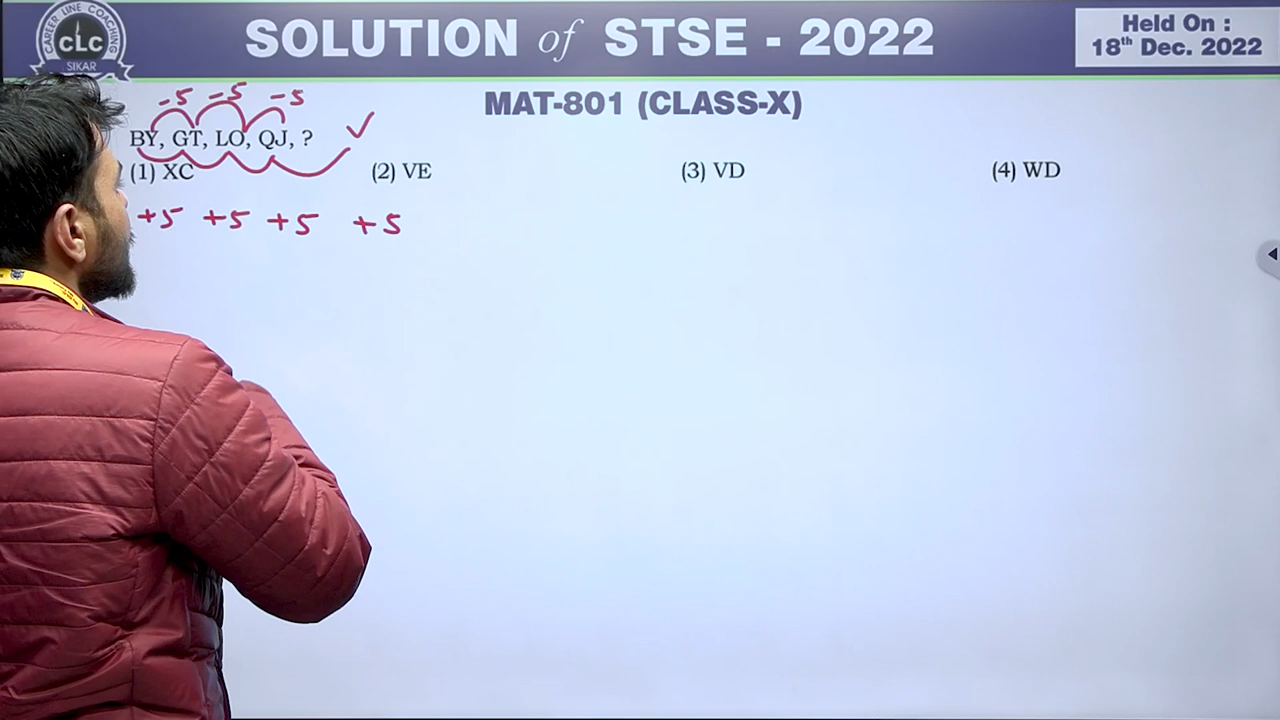 CAREER LINE COACHING
CLC
SIKAR
SOLUTION of STSE - 2022
Held On :
18th Dec. 2022
MAT-801 (CLASS-X)
-5 -5 -5
BY, GT, LO, QJ, ?
(1) XC (2) VE (3) VD (4) WD
+5 +5 +5 +5